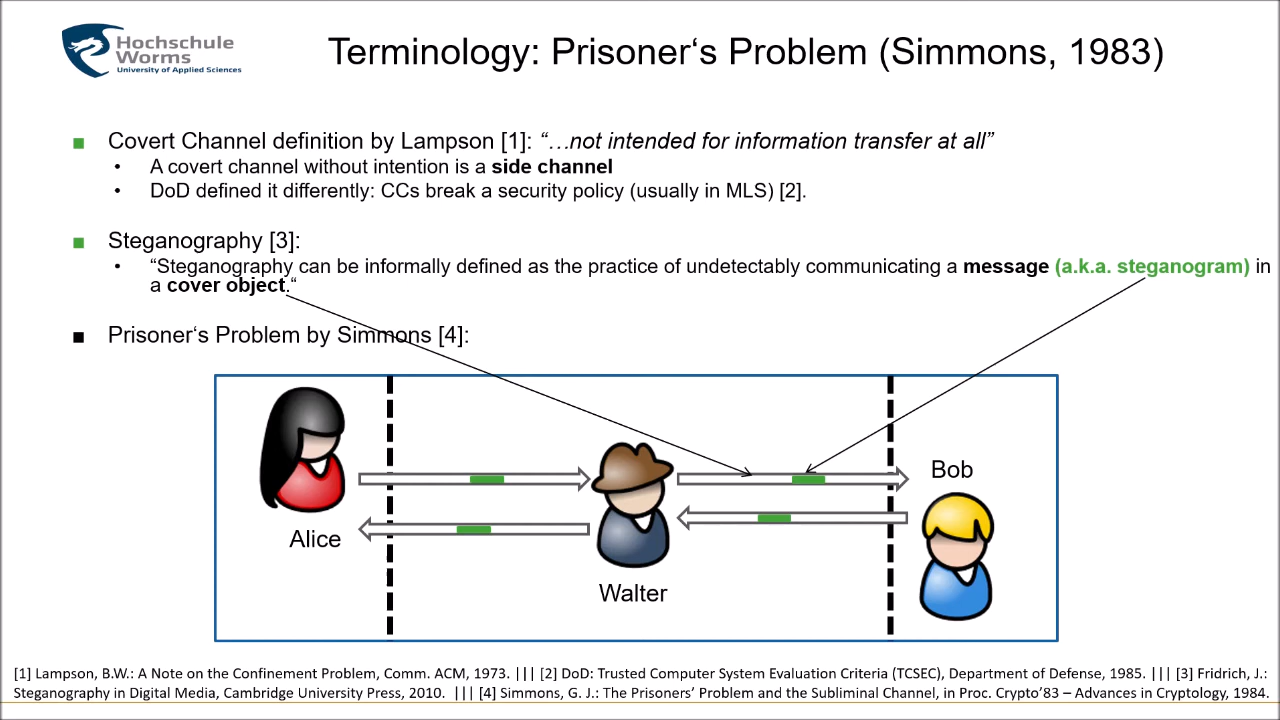 Hochschule
Worms
University of Applied Sciences
Terminology: Prisoner‘s Problem (Simmons, 1983)
Covert Channel definition by Lampson [1]: “…not intended for information transfer at all”
A covert channel without intention is a side channel
DoD defined it differently: CCs break a security policy (usually in MLS) [2].
Steganography [3]:
“Steganography can be informally defined as the practice of undetectably communicating a message (a.k.a. steganogram) in
a cover object.“
Prisoner‘s Problem by Simmons [4]:
Bob
Alice
Walter
[1] Lampson, B.W.: A Note on the Confinement Problem, Comm. ACM, 1973. ||| [2] DoD: Trusted Computer System Evaluation Criteria (TCSEC), Department of Defense, 1985. ||| [3] Fridrich, J.:
Steganography in Digital Media, Cambridge University Press, 2010. ||| [4] Simmons, G. J.: The Prisoners’ Problem and the Subliminal Channel, in Proc. Crypto’83 – Advances in Cryptology, 1984.